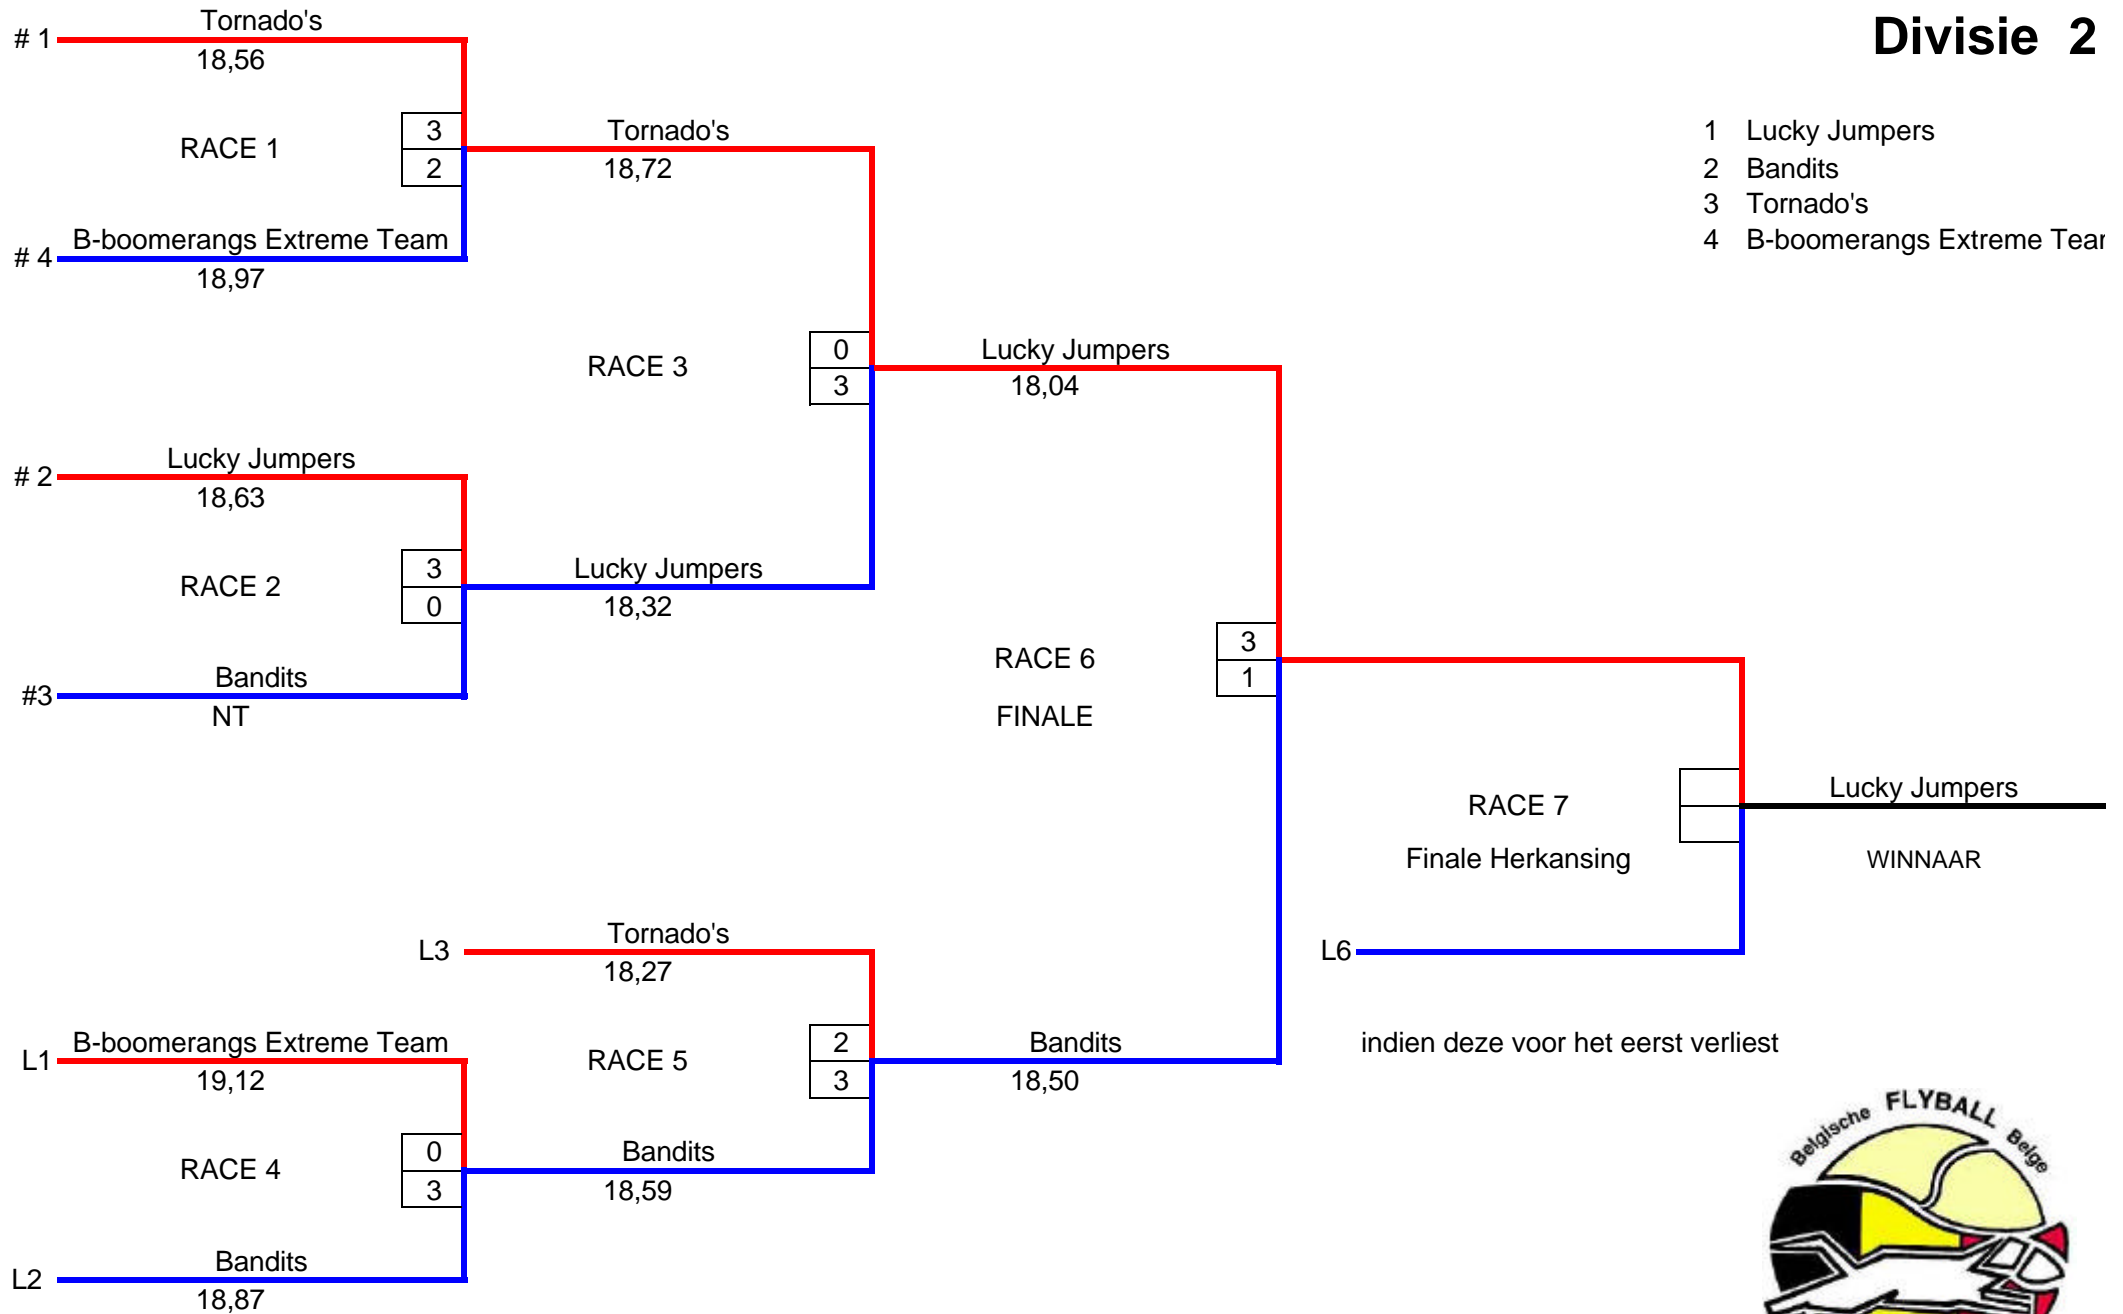 Divisie 2
# 1
Tornado's
18,56
RACE 1
3
2
# 4
B-boomerangs Extreme Team
18,97
Tornado's
18,72
1 Lucky Jumpers
2 Bandits
3 Tornado's
4 B-boomerangs Extreme Tea
RACE 3
0
3
Lucky Jumpers
18,04
# 2
Lucky Jumpers
18,63
RACE 2
3
0
#3
Bandits
NT
Lucky Jumpers
18,32
RACE 6
3
1
FINALE
RACE 7
Finale Herkansing
Lucky Jumpers
WINNAAR
L3
Tornado's
18,27
L6
indien deze voor het eerst verliest
RACE 5
2
3
Bandits
18,50
L1
B-boomerangs Extreme Team
19,12
RACE 4
0
3
Bandits
18,59
L2
Bandits
18,87
Belgische FLYBALL Belge